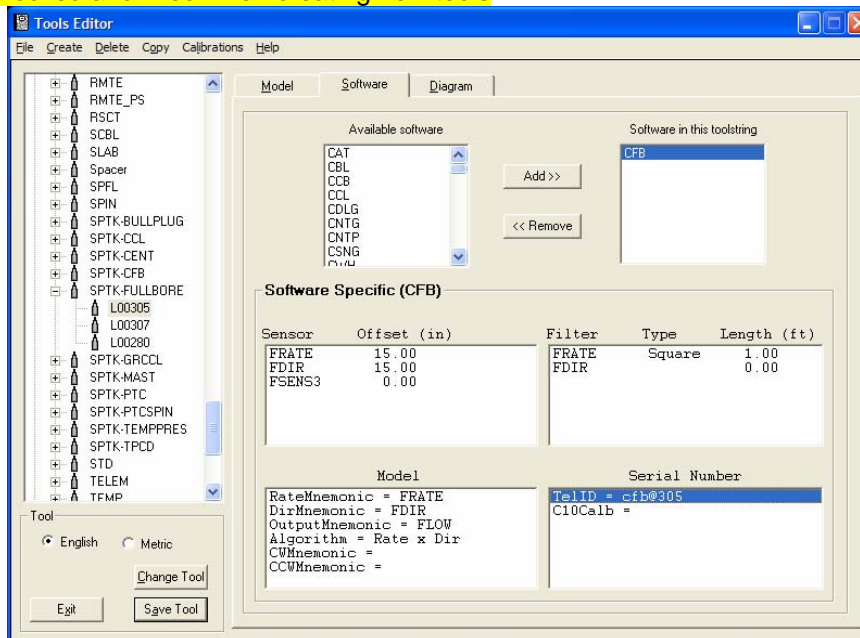 Tools Editor
File Create Delete Copy Calibrations Help
RMTE
RMTE_PS
RSCT
SCBL
SLAB
Spacer
SPFL
SPIN
SPTK-BULLPLUG
SPTK-CCL
SPTK-CENT
SPTK-CFB
SPTK-FULLBORE
L00305
L00307
L00280
SPTK-GRCCL
SPTK-MAST
SPTK-PTC
SPTK-PTCSPIN
SPTK-TEMPPRES
SPTK-TPCD
STD
TELEM
TEMP
Tool
English Metric
Change Tool
Exit Save Tool
Model Software Diagram
Available software
CAT
CBL
CCB
CCL
CDLG
CNTG
CNTP
CSNG
Add >>
<< Remove
Software in this toolstring
CFB
Software Specific (CFB)
Sensor Offset (in)
FRATE 15.00
FDIR 15.00
FSENS3 0.00
Filter Type Length (ft)
FRATE Square 1.00
FDIR 0.00
Model
RateMnemonic = FRATE
DirMnemonic = FDIR
OutputMnemonic = FLOW
Algorithm = Rate x Dir
CWMnemonic =
CCWMnemonic =
Serial Number
TelID = cfb@305
C10Calb =